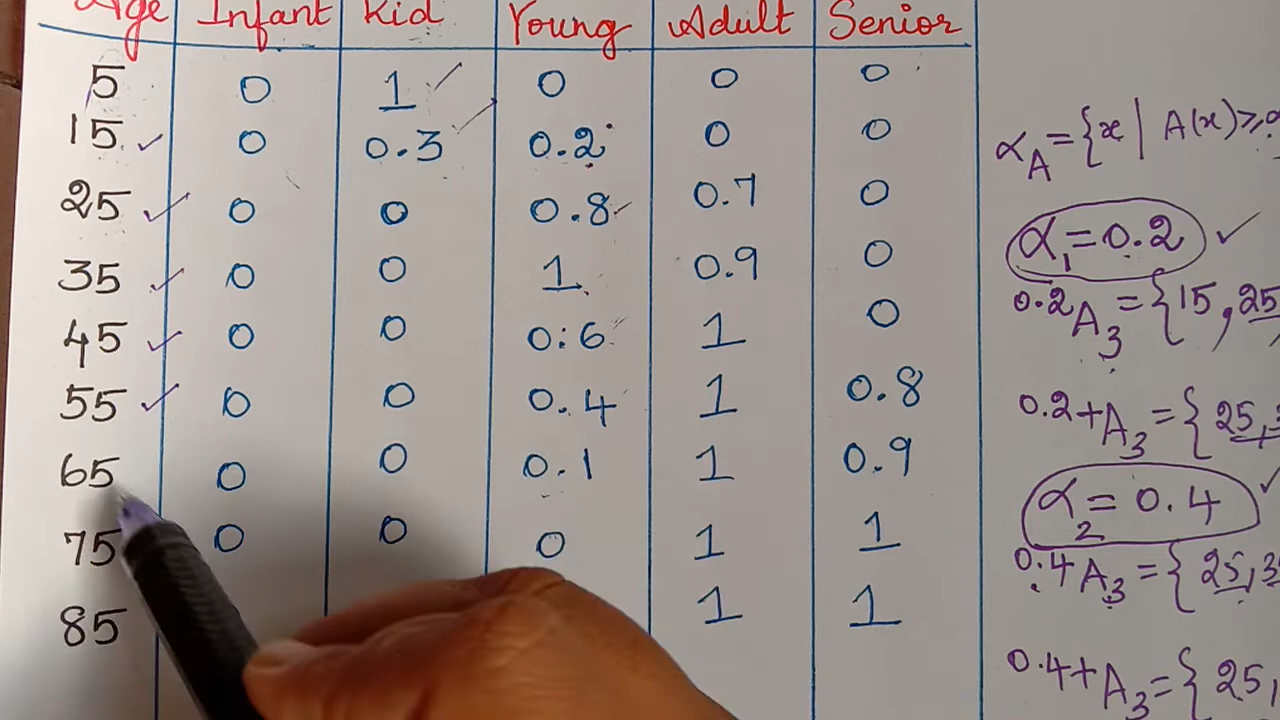 Age Infant Kid Young Adult Senior
5 0 1 0 0 0
15 0 0.3 0.2 0 0
25 0 0 0.8 0.7 0
35 0 0 1 0.9 0
45 0 0 0.6 1 0
55 0 0 0.4 1 0.8
65 0 0 0.1 1 0.9
75 0 0 0 1 1
85 1 1
αA = {x | A(x) ≥
α1 = 0.2
0.2A3 = {15, 25
0.2+A3 = {25, 3
α2 = 0.4
0.4A3 = {25, 3
0.4+A3 = {25,